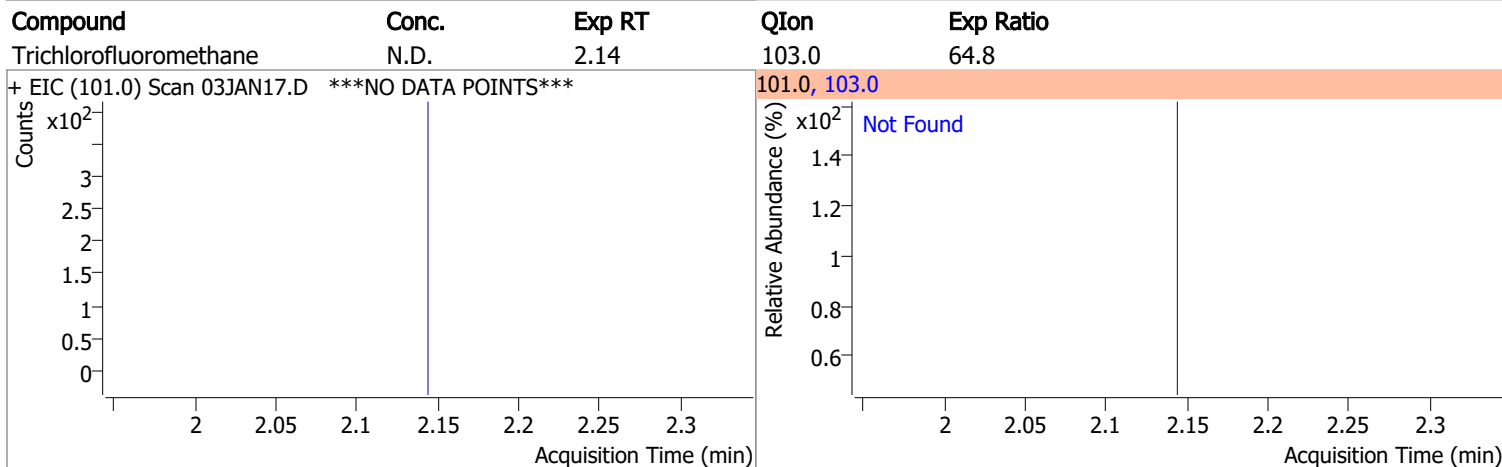 Compound Conc. Exp RT QIon Exp Ratio
Trichlorofluoromethane N.D. 2.14 103.0 64.8
+ EIC (101.0) Scan 03JAN17.D ***NO DATA POINTS***
Counts
x10²
3
2.5
2
1.5
1
0.5
0
2 2.05 2.1 2.15 2.2 2.25 2.3
Acquisition Time (min)
101.0, 103.0
Relative Abundance (%)
x10²
Not Found
1.4
1.2
1
0.8
0.6
2 2.05 2.1 2.15 2.2 2.25 2.3
Acquisition Time (min)